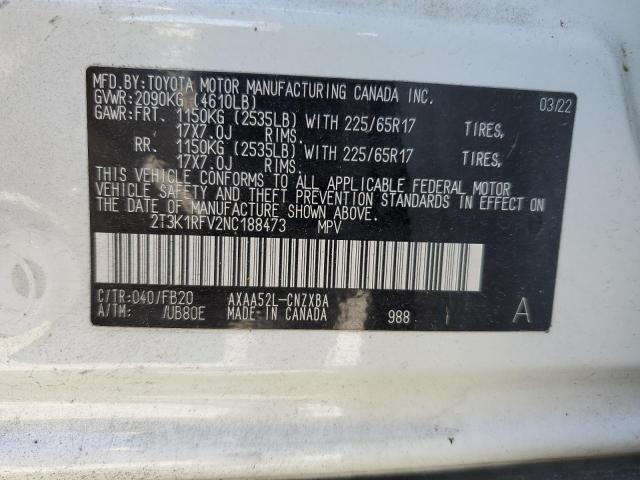 MFD.BY:TOYOTA MOTOR MANUFACTURING CANADA INC.
GVWR:2090KG (4610LB) 03/22
GAWR:FRT. 1150KG (2535LB) WITH 225/65R17 TIRES,
17X7.0J RIMS.
RR. 1150KG (2535LB) WITH 225/65R17 TIRES,
17X7.0J RIMS.
THIS VEHICLE CONFORMS TO ALL APPLICABLE FEDERAL MOTOR
VEHICLE SAFETY AND THEFT PREVENTION STANDARDS IN EFFECT ON
THE DATE OF MANUFACTURE SHOWN ABOVE.
2T3K1RFV2NC188473 MPV
C/TR:040/FB20 AXAA52L-CNZXBA
A/TM: /UB80E MADE IN CANADA 988 A